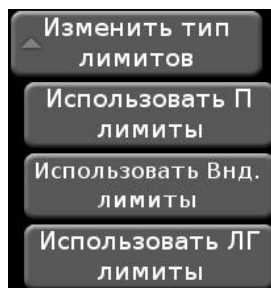 Изменить тип
лимитов
Использовать П
лимиты
Использовать Внд.
лимиты
Использовать ЛГ
лимиты